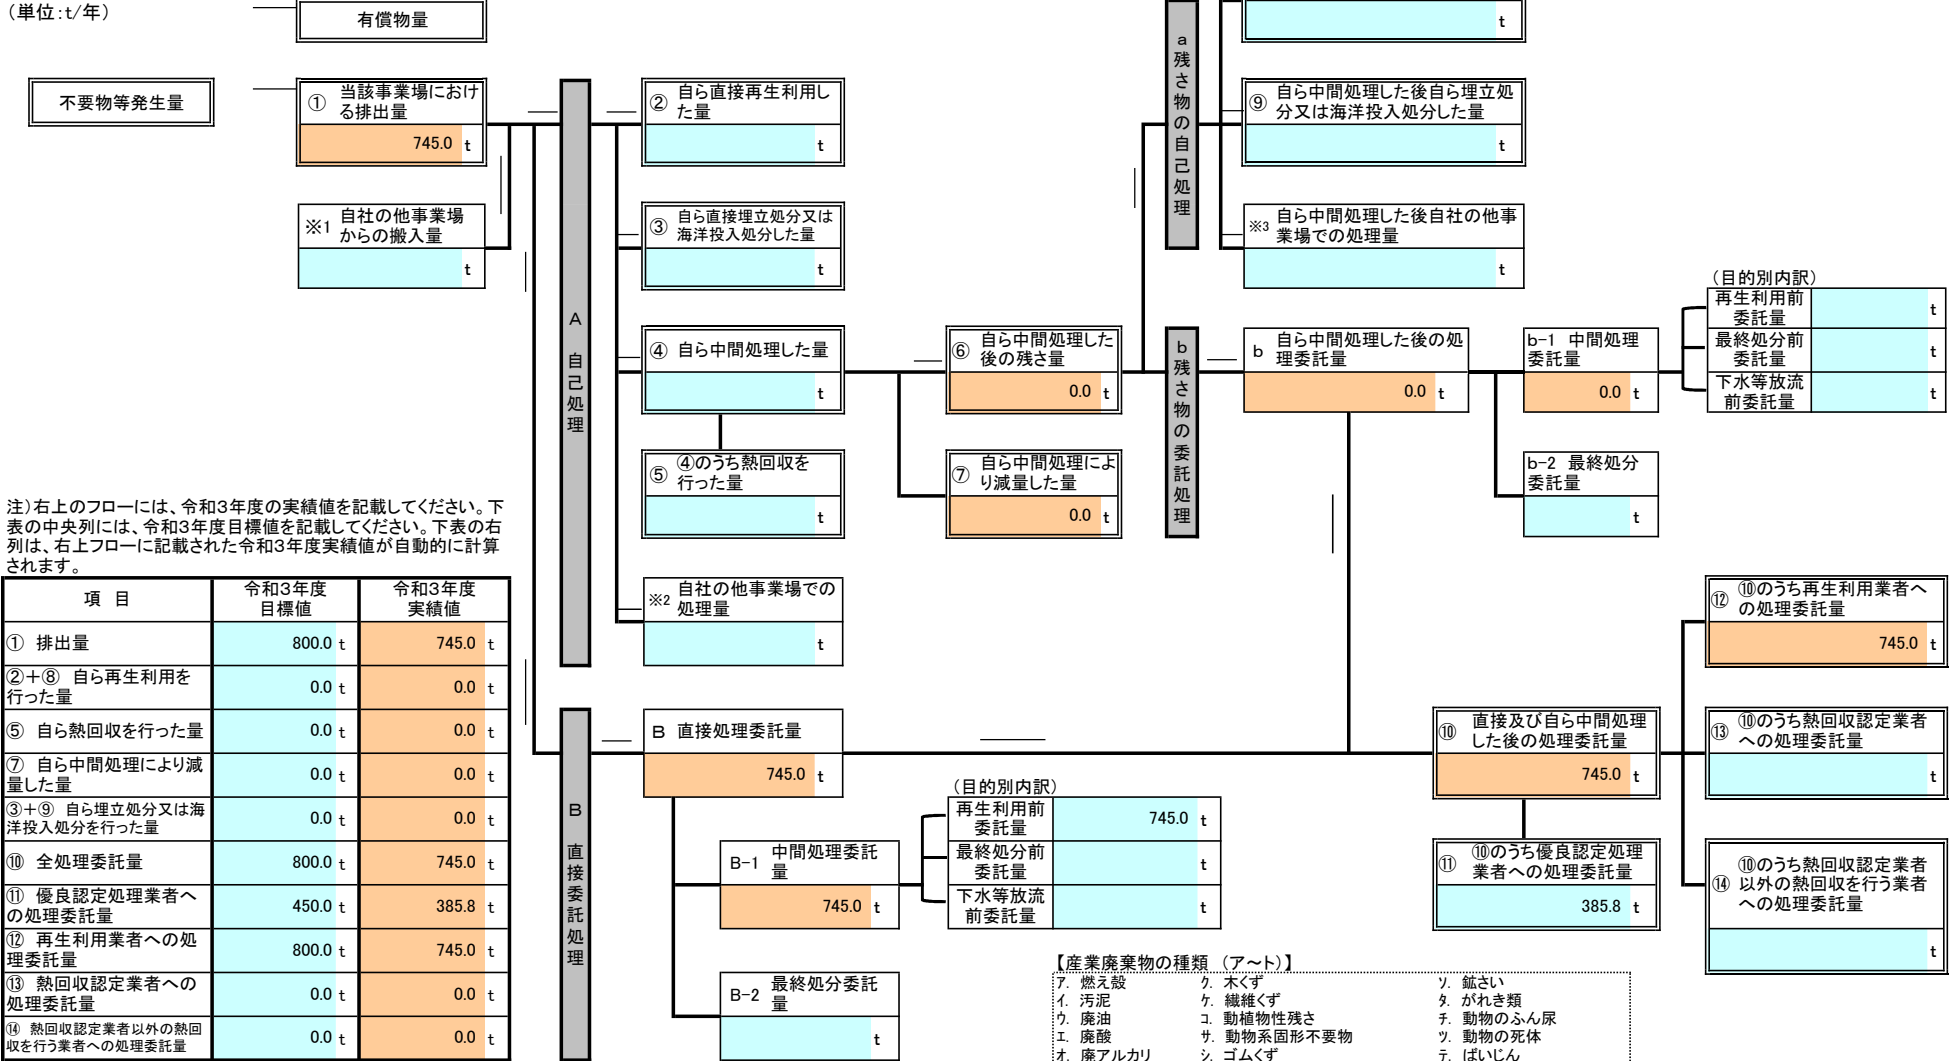 （単位:t/年）
有償物量
t
不要物等発生量
① 当該事業場におけ
る排出量
745.0 t
※1 自社の他事業場
からの搬入量
t
A
自
己
処
理
② 自ら直接再生利用し
た量
t
③ 自ら直接埋立処分又は
海洋投入処分した量
t
④ 自ら中間処理した量
t
⑤ ④のうち熱回収を
行った量
t
※2 自社の他事業場での
処理量
t
⑥ 自ら中間処理した
後の残さ量
0.0 t
⑦ 自ら中間処理によ
り減量した量
0.0 t
a
残
さ
物
の
自
己
処
理
⑨ 自ら中間処理した後自ら埋立処
分又は海洋投入処分した量
t
※3 自ら中間処理した後自社の他事
業場での処理量
t
b
残
さ
物
の
委
託
処
理
b 自ら中間処理した後の処
理委託量
0.0 t
b-1 中間処理
委託量
0.0 t
b-2 最終処分
委託量
t
（目的別内訳）
再生利用前
委託量
t
最終処分前
委託量
t
下水等放流
前委託量
t
注）右上のフローには、令和3年度の実績値を記載してください。下
表の中央列には、令和3年度目標値を記載してください。下表の右
列は、右上フローに記載された令和3年度実績値が自動的に計算
されます。
項 目 令和3年度
目標値 令和3年度
実績値
① 排出量 800.0 t 745.0 t
②＋⑧ 自ら再生利用を
行った量 0.0 t 0.0 t
⑤ 自ら熱回収を行った量 0.0 t 0.0 t
⑦ 自ら中間処理により減
量した量 0.0 t 0.0 t
③＋⑨ 自ら埋立処分又は海
洋投入処分を行った量 0.0 t 0.0 t
⑩ 全処理委託量 800.0 t 745.0 t
⑪ 優良認定処理業者へ
の処理委託量 450.0 t 385.8 t
⑫ 再生利用業者への処
理委託量 800.0 t 745.0 t
⑬ 熱回収認定業者への
処理委託量 0.0 t 0.0 t
⑭ 熱回収認定業者以外の熱回
収を行う業者への処理委託量 0.0 t 0.0 t
B
直
接
委
託
処
理
B 直接処理委託量
745.0 t
B-1 中間処理委託
量
745.0 t
B-2 最終処分委託
量
t
（目的別内訳）
再生利用前
委託量
745.0 t
最終処分前
委託量
t
下水等放流
前委託量
t
⑩ 直接及び自ら中間処理
した後の処理委託量
745.0 t
⑪ ⑩のうち優良認定処理
業者への処理委託量
385.8 t
⑫ ⑩のうち再生利用業者へ
の処理委託量
745.0 t
⑬ ⑩のうち熱回収認定業者
への処理委託量
t
⑭ ⑩のうち熱回収認定業者
以外の熱回収を行う業者
への処理委託量
t
【産業廃棄物の種類 （ア～ト）】
ア. 燃え殻 ク. 木くず ソ. 鉱さい
イ. 汚泥 ケ. 繊維くず タ. がれき類
ウ. 廃油 コ. 動植物性残さ チ. 動物のふん尿
エ. 廃酸 サ. 動物系固形不要物 ツ. 動物の死体
オ. 廃アルカリ シ. ゴムくず テ. ばいじん